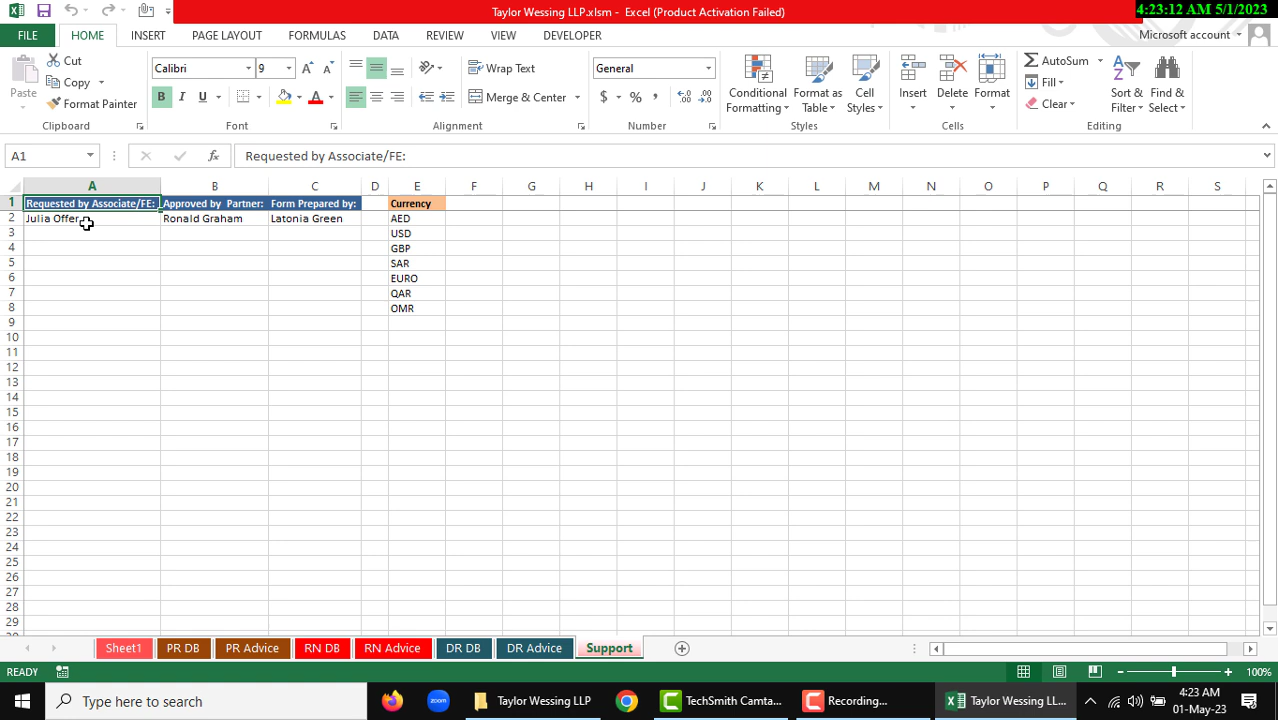 Taylor Wessing LLP.xlsm - Excel (Product Activation Failed)
4:23:12 AM 5/1/2023
FILE HOME INSERT PAGE LAYOUT FORMULAS DATA REVIEW VIEW DEVELOPER Microsoft account
Cut
Copy
Format Painter
Paste
Clipboard
Calibri 9
B I U
Font
Wrap Text
Merge & Center
Alignment
General
$ % ,
Number
Conditional Formatting
Format as Table
Cell Styles
Styles
Insert
Delete
Format
Cells
AutoSum
Fill
Clear
Sort & Filter
Find & Select
Editing
A1 fx Requested by Associate/FE:
A B C D E F G H I J K L M N O P Q R S
1 Requested by Associate/FE: Approved by Partner: Form Prepared by: Currency
2 Julia Offer Ronald Graham Latonia Green AED
3 USD
4 GBP
5 SAR
6 EURO
7 QAR
8 OMR
9
10
11
12
13
14
15
16
17
18
19
20
21
22
23
24
25
26
27
28
29
Sheet1 PR DB PR Advice RN DB RN Advice DR DB DR Advice Support
READY 100%
Type here to search zoom Taylor Wessing LLP TechSmith Camta... Recording... Taylor Wessing LL... 4:23 AM
01-May-23